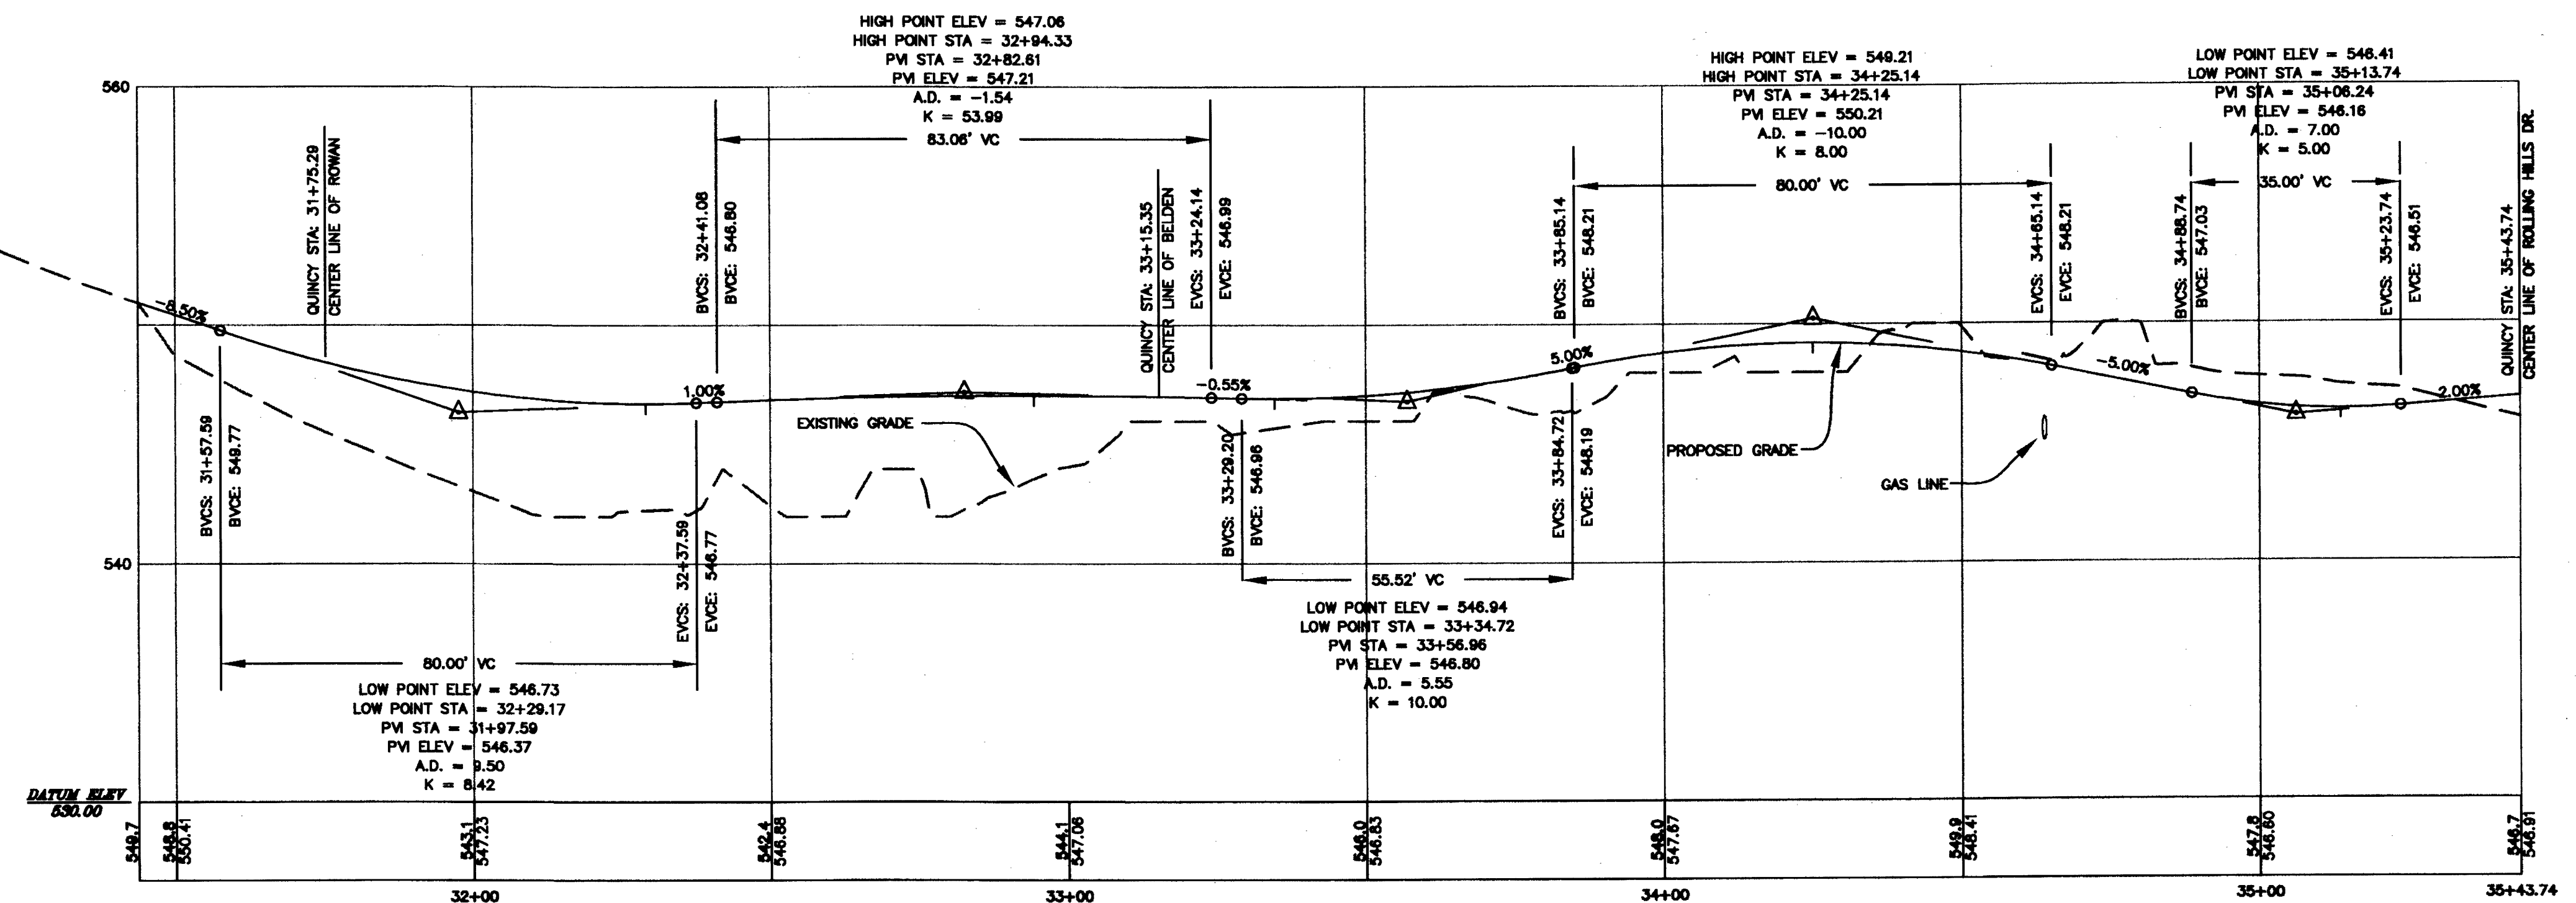 HIGH POINT ELEV = 547.06
HIGH POINT STA = 32+94.33
PVI STA = 32+82.61
PVI ELEV = 547.21
A.D. = -1.54
K = 53.99
83.06' VC
HIGH POINT ELEV = 549.21
HIGH POINT STA = 34+25.14
PVI STA = 34+25.14
PVI ELEV = 550.21
A.D. = -10.00
K = 8.00
80.00' VC
LOW POINT ELEV = 546.41
LOW POINT STA = 35+13.74
PVI STA = 35+06.24
PVI ELEV = 546.16
A.D. = 7.00
K = 5.00
35.00' VC
560
QUINCY STA: 31+75.29
CENTER LINE OF ROWAN
BVCS: 32+41.08
BVCE: 546.80
QUINCY STA: 33+15.35
CENTER LINE OF BELDEN
EVCS: 33+24.14
EVCE: 546.99
BVCS: 33+85.14
BVCE: 548.21
EVCS: 34+65.14
EVCE: 548.21
BVCS: 34+88.74
BVCE: 547.03
EVCS: 35+23.74
EVCE: 546.51
QUINCY STA: 35+43.74
CENTER LINE OF ROLLING HILLS DR.
-8.50%
1.00%
-0.55%
5.00%
-5.00%
2.00%
EXISTING GRADE
PROPOSED GRADE
GAS LINE
BVCS: 31+57.59
BVCE: 549.77
EVCS: 32+37.59
EVCE: 546.77
BVCS: 33+29.20
BVCE: 546.96
EVCS: 33+84.72
EVCE: 548.19
540
55.52' VC
LOW POINT ELEV = 546.94
LOW POINT STA = 33+34.72
PVI STA = 33+56.96
PVI ELEV = 546.80
A.D. = 5.55
K = 10.00
80.00' VC
LOW POINT ELEV = 546.73
LOW POINT STA = 32+29.17
PVI STA = 31+97.59
PVI ELEV = 546.37
A.D. = 9.50
K = 8.42
DATUM ELEV
530.00
549.7
550.41
543.1
547.23
542.4
546.88
544.1
547.06
546.0
546.83
548.0
547.67
549.9
548.41
547.8
546.60
546.7
546.91
32+00
33+00
34+00
35+00
35+43.74